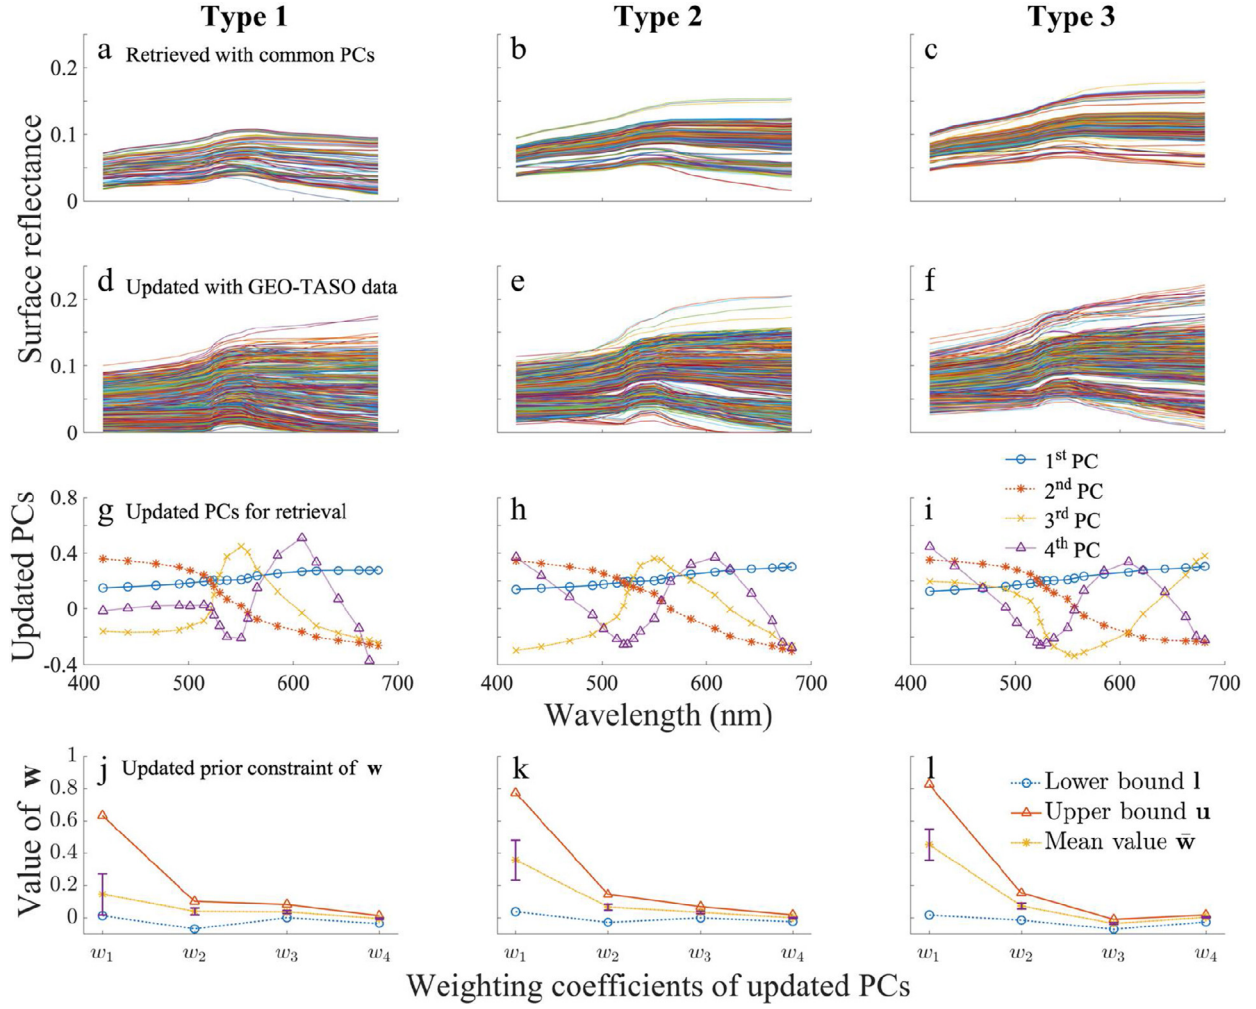 Type 1 Type 2 Type 3
a Retrieved with common PCs
b
c
0.2
0.1
0
Surface reflectance
d Updated with GEO-TASO data
e
f
0.2
0.1
0
1st PC
2nd PC
3rd PC
4th PC
g Updated PCs for retrieval
h
i
0.8
0.4
0
-0.4
Updated PCs
400 500 600 700
400 500 600 700
400 500 600 700
Wavelength (nm)
j Updated prior constraint of w
k
l
1
0.8
0.6
0.4
0.2
0
Value of w
Lower bound l
Upper bound u
Mean value w̄
w₁ w₂ w₃ w₄
w₁ w₂ w₃ w₄
w₁ w₂ w₃ w₄
Weighting coefficients of updated PCs